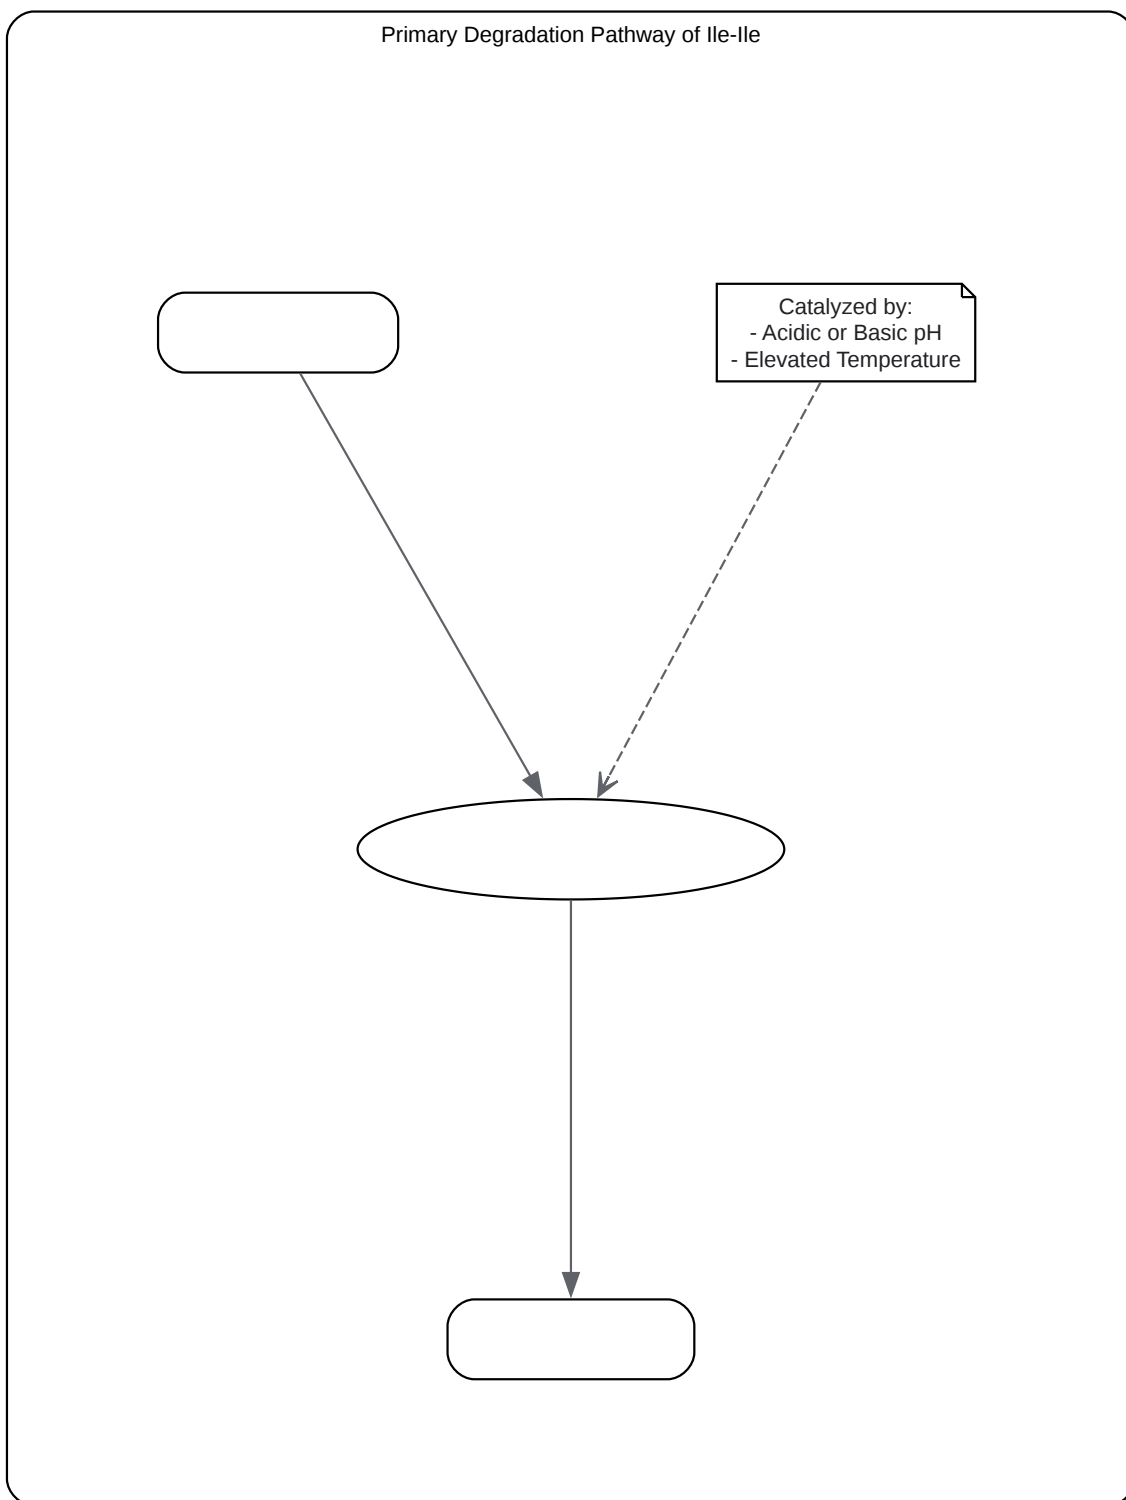 Primary Degradation Pathway of Ile-Ile
Catalyzed by:
- Acidic or Basic pH
- Elevated Temperature